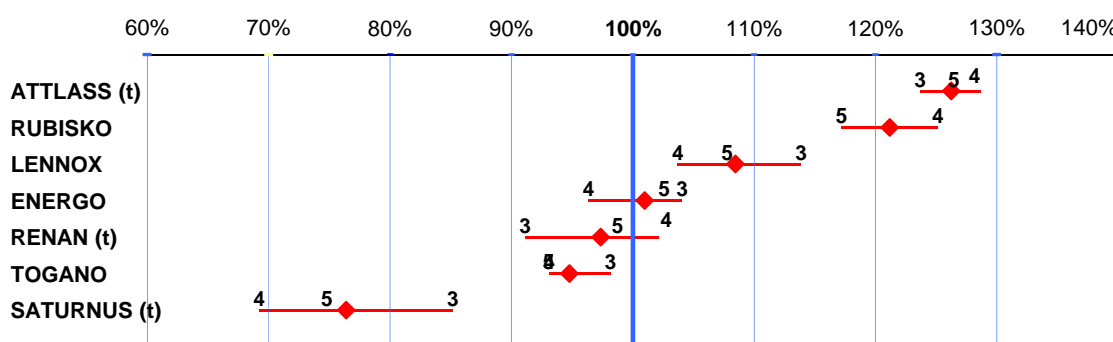 60% 70% 80% 90% 100% 110% 120% 130% 140%
ATTLASS (t) 3 5 4
RUBISKO 5 4
LENNOX 4 5 3
ENERGO 4 5 3
RENAN (t) 3 5 4
TOGANO 4 3
SATURNUS (t) 4 5 3